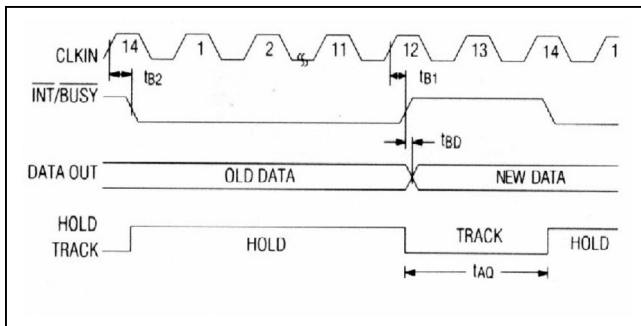 CLKIN 14 1 2 11 12 13 14 1
tB2 tB1
INT/BUSY
tBD
DATA OUT OLD DATA NEW DATA
HOLD
TRACK HOLD TRACK HOLD
tAQ